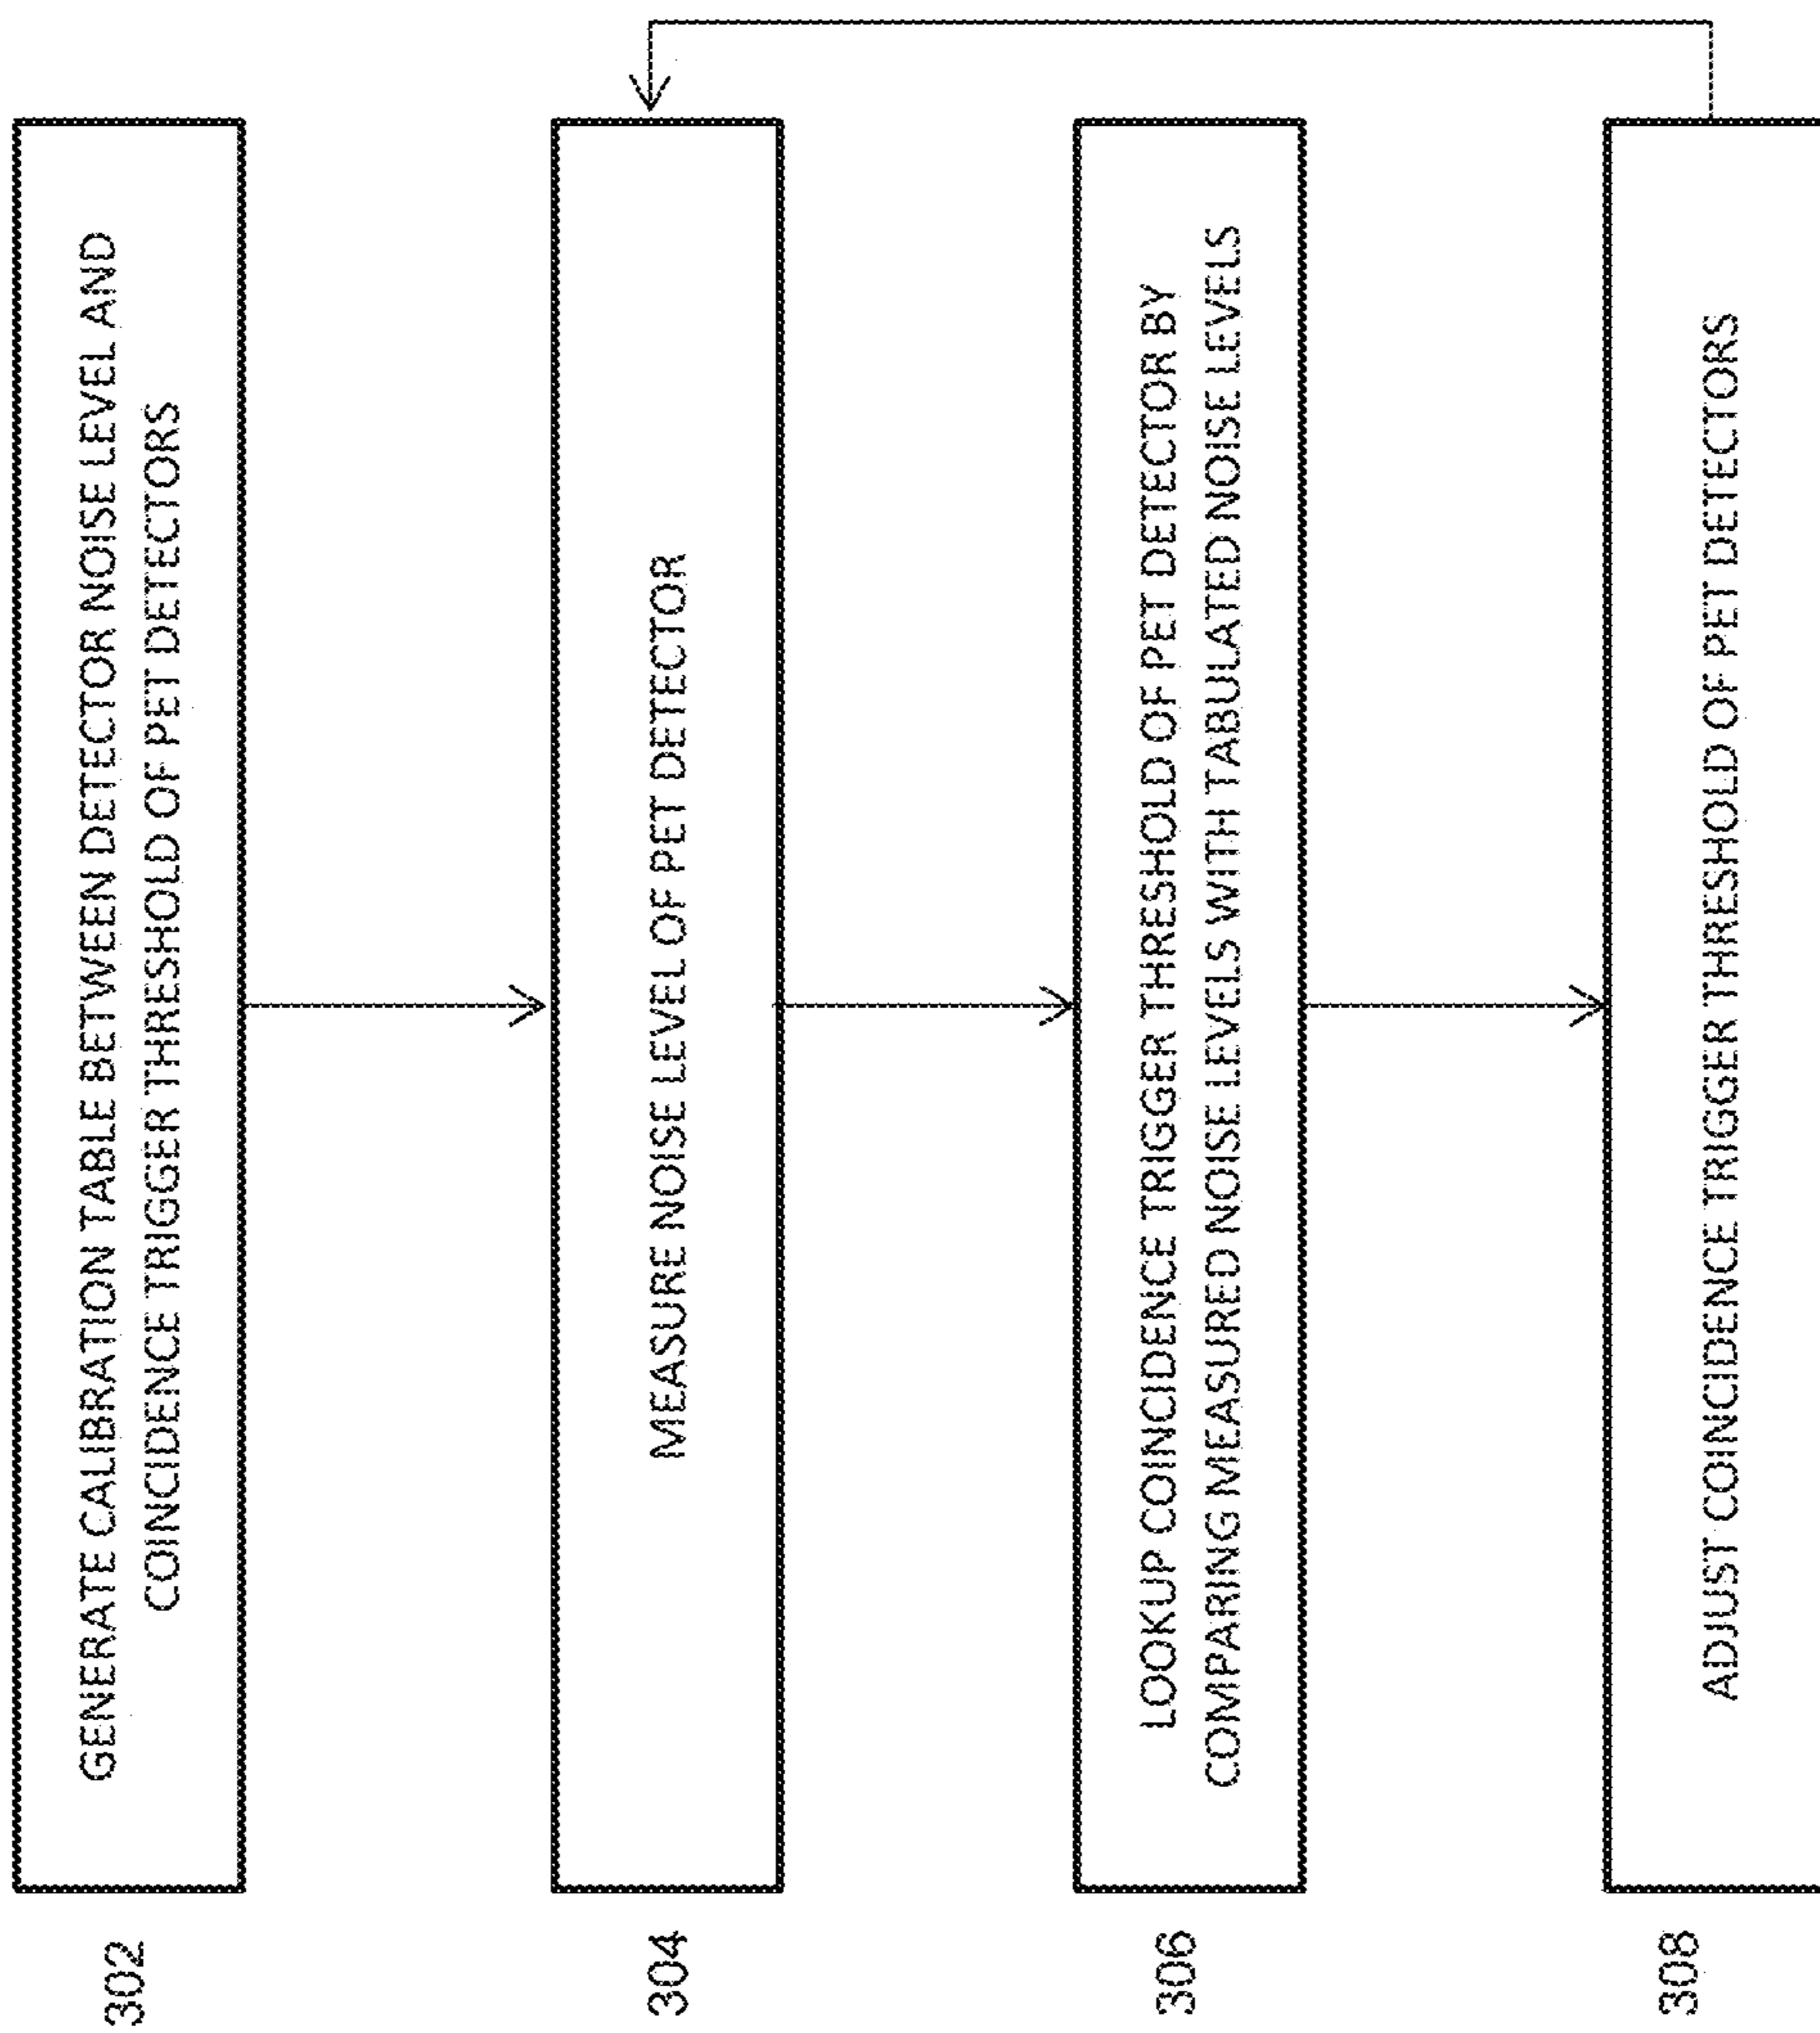 302
GENERATE CALIBRATION TABLE BETWEEN DETECTOR NOISE LEVEL AND
COINCIDENCE TRIGGER THRESHOLD OF PET DETECTORS
304
MEASURE NOISE LEVEL OF PET DETECTOR
306
LOOKUP COINCIDENCE TRIGGER THRESHOLD OF PET DETECTOR BY
COMPARING MEASURED NOISE LEVELS WITH TABULATED NOISE LEVELS
308
ADJUST COINCIDENCE TRIGGER THRESHOLD OF PET DETECTORS